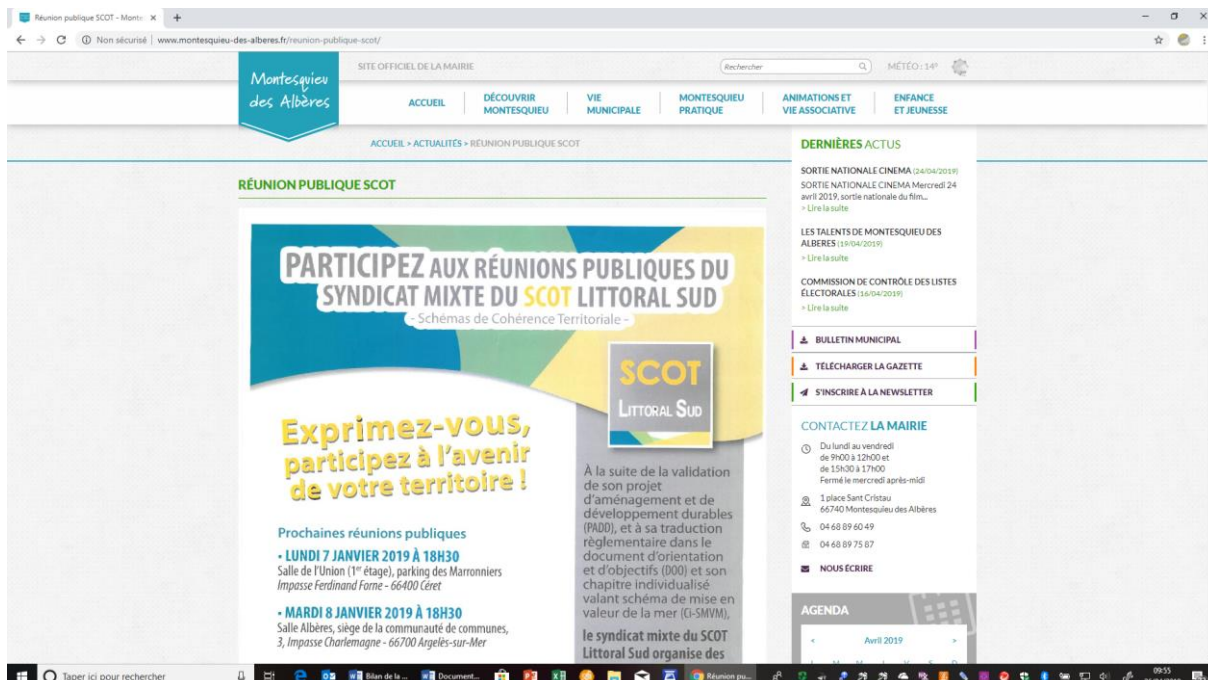 Réunion publique SCOT - Monte
Non sécurisé | www.montesquieu-des-alberes.fr/reunion-publique-scot/
Montesquieu
des Albères
SITE OFFICIEL DE LA MAIRIE
Rechercher
MÉTÉO : 14°
ACCUEIL
DÉCOUVRIR
MONTESQUIEU
VIE
MUNICIPALE
MONTESQUIEU
PRATIQUE
ANIMATIONS ET
VIE ASSOCIATIVE
ENFANCE
ET JEUNESSE
ACCUEIL > ACTUALITÉS > RÉUNION PUBLIQUE SCOT
RÉUNION PUBLIQUE SCOT
PARTICIPEZ AUX RÉUNIONS PUBLIQUES DU
SYNDICAT MIXTE DU SCOT LITTORAL SUD
- Schémas de Cohérence Territoriale -
SCOT
LITTORAL SUD
Exprimez-vous,
participez à l'avenir
de votre territoire !
Prochaines réunions publiques
• LUNDI 7 JANVIER 2019 À 18H30
Salle de l'Union (1er étage), parking des Marronniers
Impasse Ferdinand Forne - 66400 Céret
• MARDI 8 JANVIER 2019 À 18H30
Salle Albères, siège de la communauté de communes,
3, Impasse Charlemagne - 66700 Argelès-sur-Mer
À la suite de la validation
de son projet
d'aménagement et de
développement durables
(PADD), et à sa traduction
règlementaire dans le
document d'orientation
et d'objectifs (DOO) et son
chapitre individualisé
valant schéma de mise en
valeur de la mer (Ci-SMVM),
le syndicat mixte du SCOT
Littoral Sud organise des
DERNIÈRES ACTUS
SORTIE NATIONALE CINEMA (24/04/2019)
SORTIE NATIONALE CINEMA Mercredi 24
avril 2019, sortie nationale du film...
> Lire la suite
LES TALENTS DE MONTESQUIEU DES
ALBERES (19/04/2019)
> Lire la suite
COMMISSION DE CONTRÔLE DES LISTES
ÉLECTORALES (16/04/2019)
> Lire la suite
BULLETIN MUNICIPAL
TÉLÉCHARGER LA GAZETTE
S'INSCRIRE À LA NEWSLETTER
CONTACTEZ LA MAIRIE
Du lundi au vendredi
de 9h00 à 12h00 et
de 15h30 à 17h00
Fermé le mercredi après-midi
1 place Sant Cristau
66740 Montesquieu des Albères
04 68 89 60 49
04 68 89 75 87
NOUS ÉCRIRE
AGENDA
< Avril 2019 >
L M M J V S D
Taper ici pour rechercher
Bilan de la ...
Document...
Réunion pu...
09:55